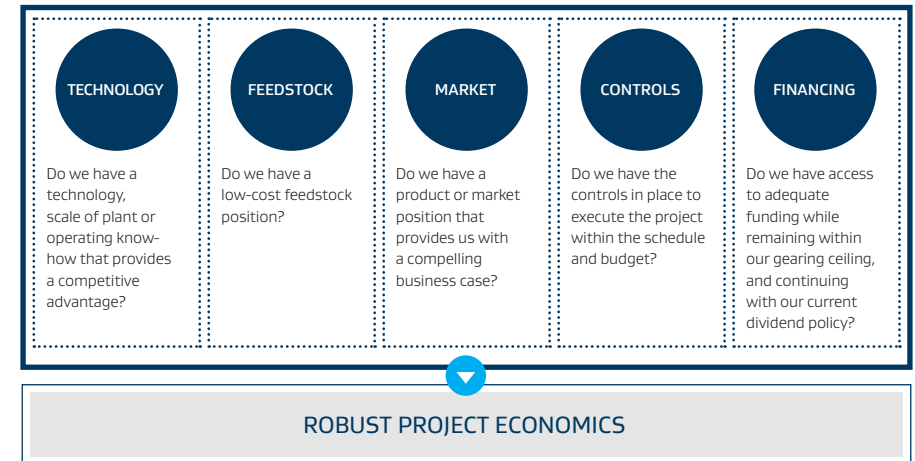 TECHNOLOGY
Do we have a
technology,
scale of plant or
operating know-
how that provides
a competitive
advantage?
FEEDSTOCK
Do we have a
low-cost feedstock
position?
MARKET
Do we have a
product or market
position that
provides us with
a compelling
business case?
CONTROLS
Do we have the
controls in place to
execute the project
within the schedule
and budget?
FINANCING
Do we have access
to adequate
funding while
remaining within
our gearing ceiling,
and continuing
with our current
dividend policy?
ROBUST PROJECT ECONOMICS